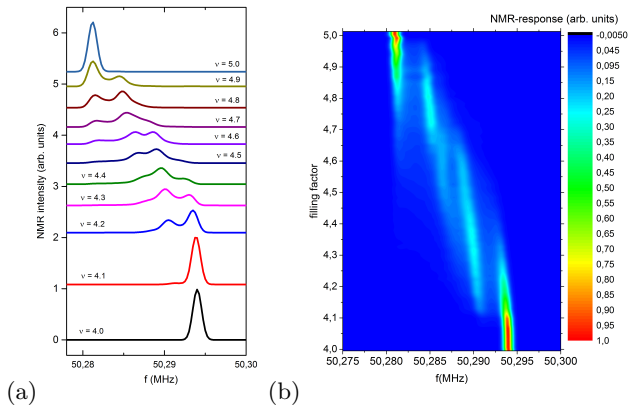 (a)
NMR intensity (arb. units)
6
5
4
3
2
1
0
ν = 5.0
ν = 4.9
ν = 4.8
ν = 4.7
ν = 4.6
ν = 4.5
ν = 4.4
ν = 4.3
ν = 4.2
ν = 4.1
ν = 4.0
50,28 50,29 50,30
f (MHz)
(b)
NMR-response (arb. units)
filling factor
5,0
4,9
4,8
4,7
4,6
4,5
4,4
4,3
4,2
4,1
4,0
50,275 50,280 50,285 50,290 50,295 50,300
f(MHz)
-0,0050
0,045
0,15
0,20
0,25
0,30
0,35
0,40
0,45
0,50
0,55
0,60
0,65
0,70
0,75
0,80
0,85
0,90
0,95
1,0